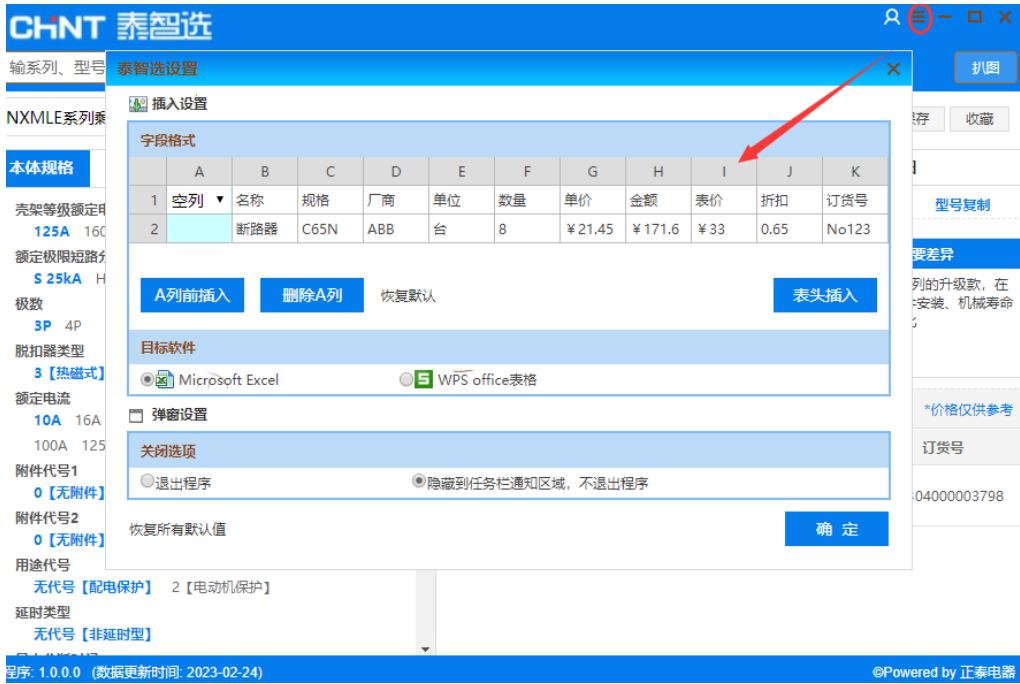 CHNT 泰智选
输系列、型号
扒图
泰智选设置
插入设置
NXMLE系列
收藏
字段格式
本体规格
A B C D E F G H I J K
1 空列 名称 规格 厂商 单位 数量 单价 金额 表价 折扣 订货号
2 断路器 C65N ABB 台 8 ¥21.45 ¥171.6 ¥33 0.65 No123
壳架等级额定
型号复制
125A
额定极限短路
要差异
S 25kA H
列的升级款，在
安装、机械寿命
A列前插入 删除A列 恢复默认 表头插入
极数
3P 4P
目标软件
脱扣器类型
3【热磁式】
Microsoft Excel WPS office表格
额定电流
10A 16A
弹窗设置
*价格仅供参考
100A 125
关闭选项
订货号
附件代号1
退出程序 隐藏到任务栏通知区域，不退出程序
0【无附件】
04000003798
附件代号2
恢复所有默认值 确 定
0【无附件】
用途代号
无代号【配电保护】 2【电动机保护】
延时类型
无代号【非延时型】
程序: 1.0.0.0 (数据更新时间: 2023-02-24) ©Powered by 正泰电器